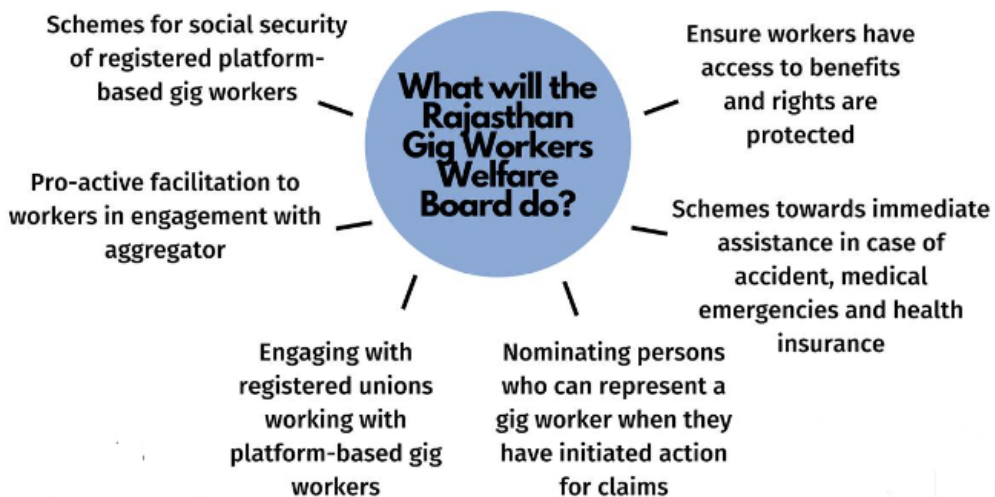 What will the
Rajasthan
Gig Workers
Welfare
Board do?
Schemes for social security
of registered platform-
based gig workers
Pro-active facilitation to
workers in engagement with
aggregator
Engaging with
registered unions
working with
platform-based gig
workers
Nominating persons
who can represent a
gig worker when they
have initiated action
for claims
Schemes towards immediate
assistance in case of
accident, medical
emergencies and health
insurance
Ensure workers have
access to benefits
and rights are
protected